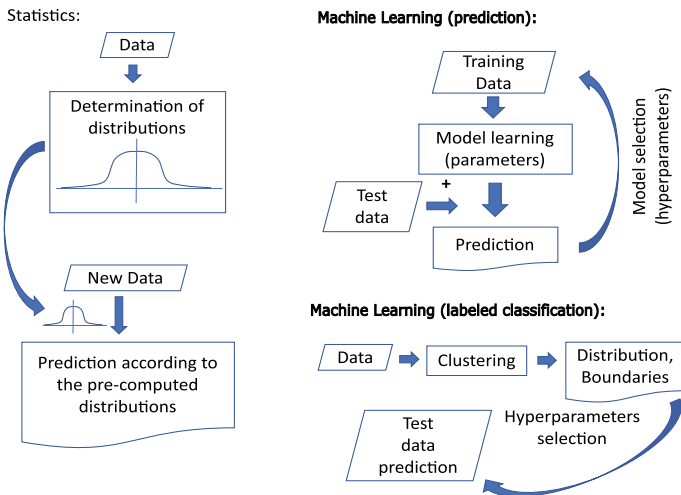 Statistics:
Data
Determination of
distributions
New Data
Prediction according to
the pre-computed
distributions
Machine Learning (prediction):
Training
Data
Model learning
(parameters)
+
Test
data
Prediction
Model selection
(hyperparameters)
Machine Learning (labeled classification):
Data
Clustering
Distribution,
Boundaries
Hyperparameters
selection
Test
data
prediction